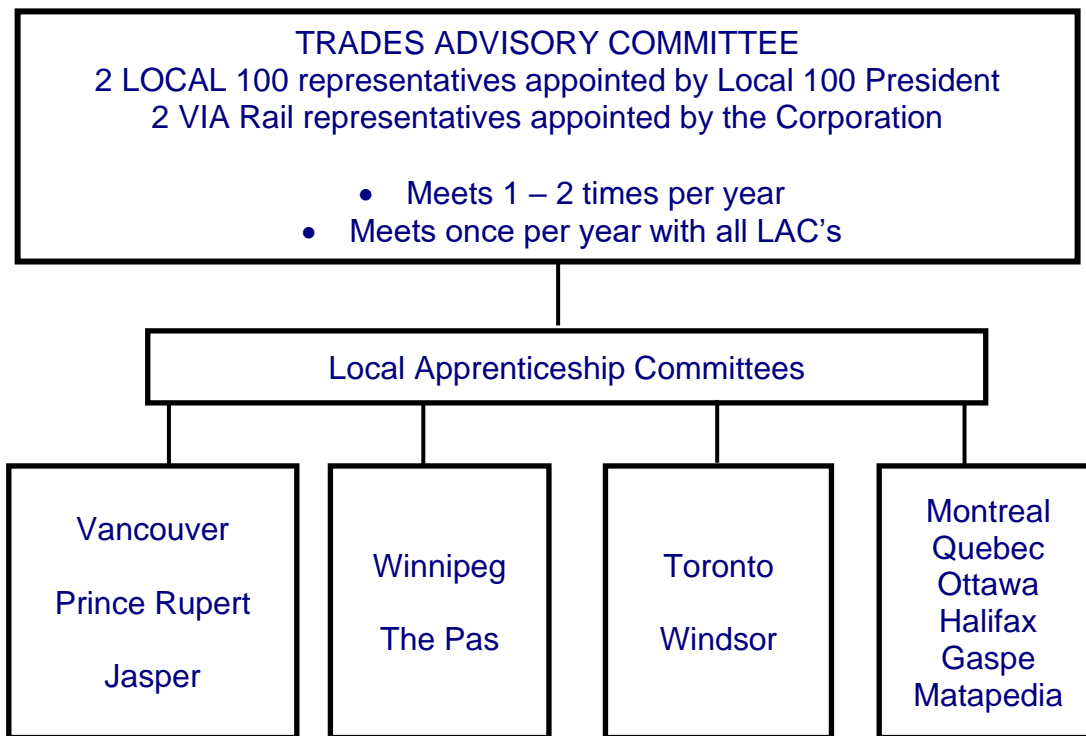 TRADES ADVISORY COMMITTEE
2 LOCAL 100 representatives appointed by Local 100 President
2 VIA Rail representatives appointed by the Corporation
• Meets 1 – 2 times per year
• Meets once per year with all LAC's
Local Apprenticeship Committees
Vancouver
Prince Rupert
Jasper
Winnipeg
The Pas
Toronto
Windsor
Montreal
Quebec
Ottawa
Halifax
Gaspe
Matapedia